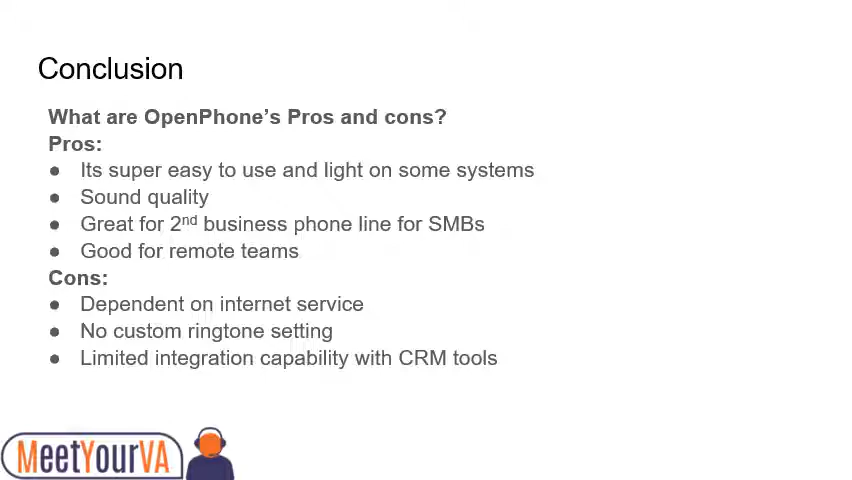 Conclusion
What are OpenPhone’s Pros and cons?
Pros:
● Its super easy to use and light on some systems
● Sound quality
● Great for 2nd business phone line for SMBs
● Good for remote teams
Cons:
● Dependent on internet service
● No custom ringtone setting
● Limited integration capability with CRM tools
MeetYourVA